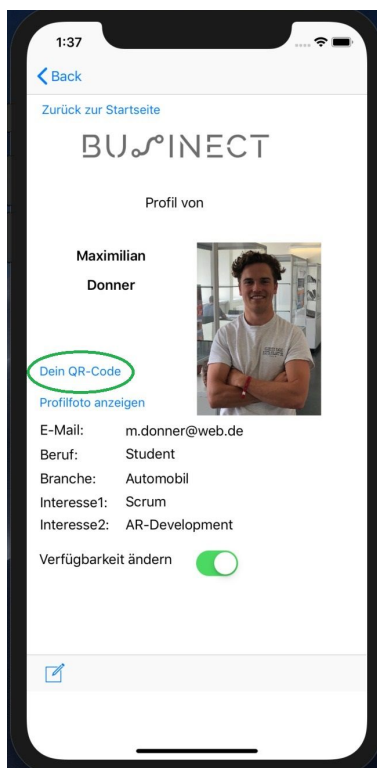 1:37
Back
Zurück zur Startseite
BUSINECT
Profil von
Maximilian
Donner
Dein QR-Code
Profilfoto anzeigen
E-Mail: m.donner@web.de
Beruf: Student
Branche: Automobil
Interesse1: Scrum
Interesse2: AR-Development
Verfügbarkeit ändern